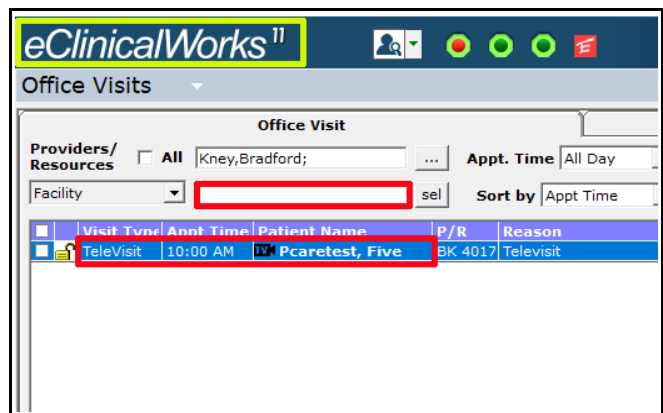 eClinicalWorks 11
Office Visits
Office Visit
Providers/ Resources All Kney,Bradford; ... Appt. Time All Day
Facility sel Sort by Appt Time
Visit Type Appt Time Patient Name P/R Reason
TeleVisit 10:00 AM TV Pcaretest, Five BK 4017 Televisit